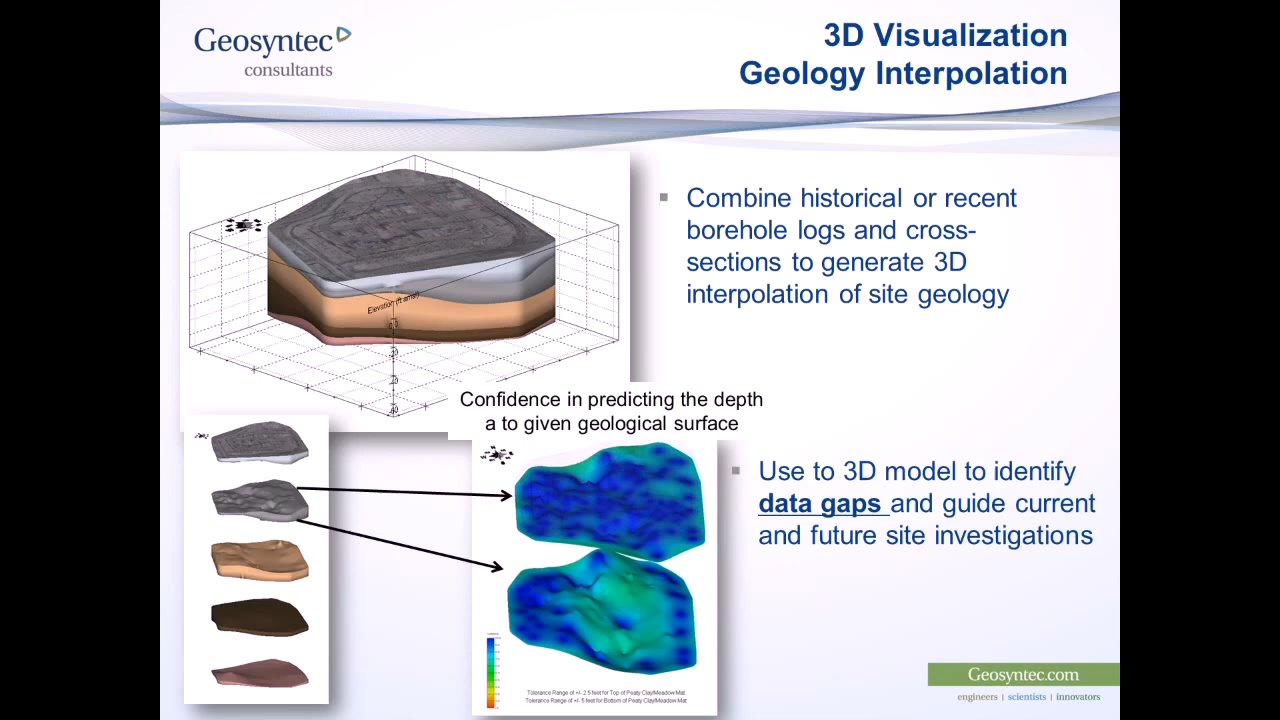 Geosyntec
consultants
3D Visualization
Geology Interpolation
Combine historical or recent
borehole logs and cross-
sections to generate 3D
interpolation of site geology
Elevation (ft amsl)
Confidence in predicting the depth
a to given geological surface
Use to 3D model to identify
data gaps and guide current
and future site investigations
Tolerance Range of +/- 2.5 feet for Top of Peaty Clay/Meadow Mat
Tolerance Range of +/- 5 feet for Bottom of Peaty Clay/Meadow Mat
Geosyntec.com
engineers | scientists | innovators